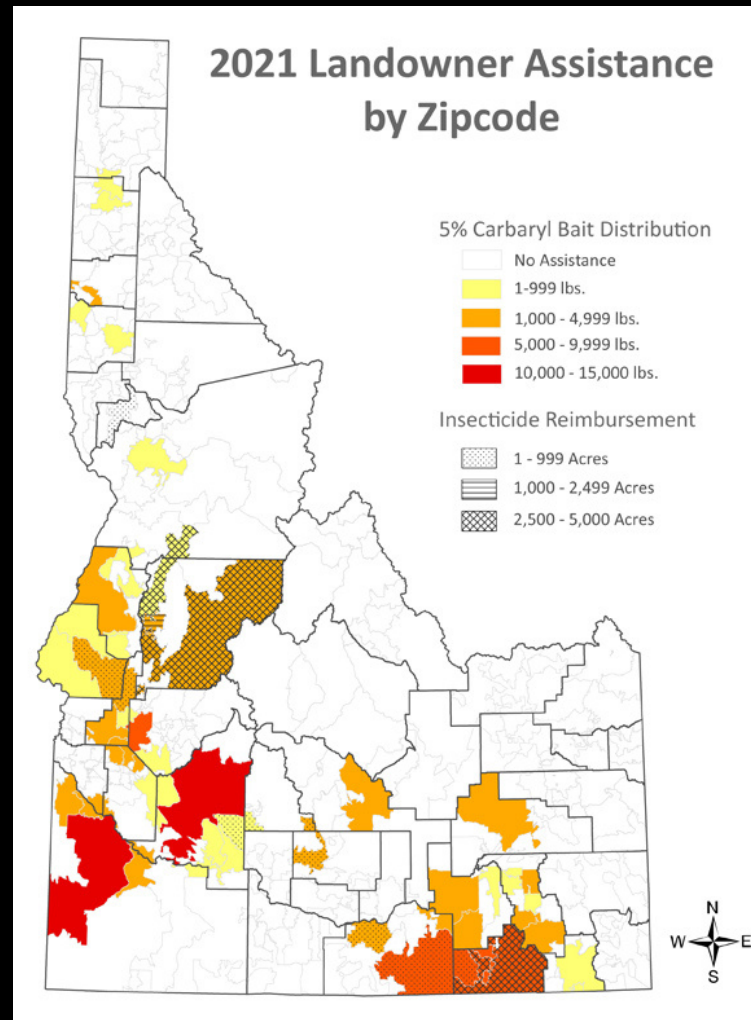 2021 Landowner Assistance
by Zipcode
5% Carbaryl Bait Distribution
No Assistance
1-999 lbs.
1,000 - 4,999 lbs.
5,000 - 9,999 lbs.
10,000 - 15,000 lbs.
Insecticide Reimbursement
1 - 999 Acres
1,000 - 2,499 Acres
2,500 - 5,000 Acres
N
W E
S